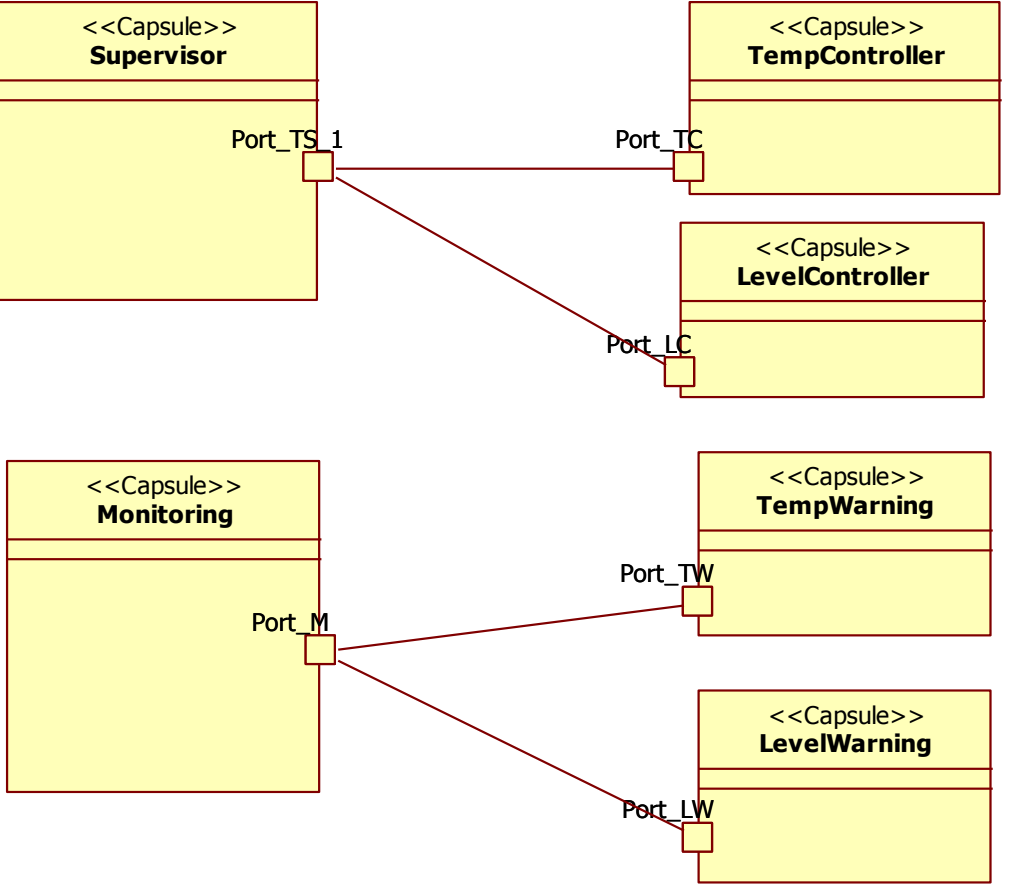 <<Capsule>>
Supervisor
Port_TS_1
<<Capsule>>
TempController
Port_TC
<<Capsule>>
LevelController
Port_LC
<<Capsule>>
Monitoring
Port_M
<<Capsule>>
TempWarning
Port_TW
<<Capsule>>
LevelWarning
Port_LW